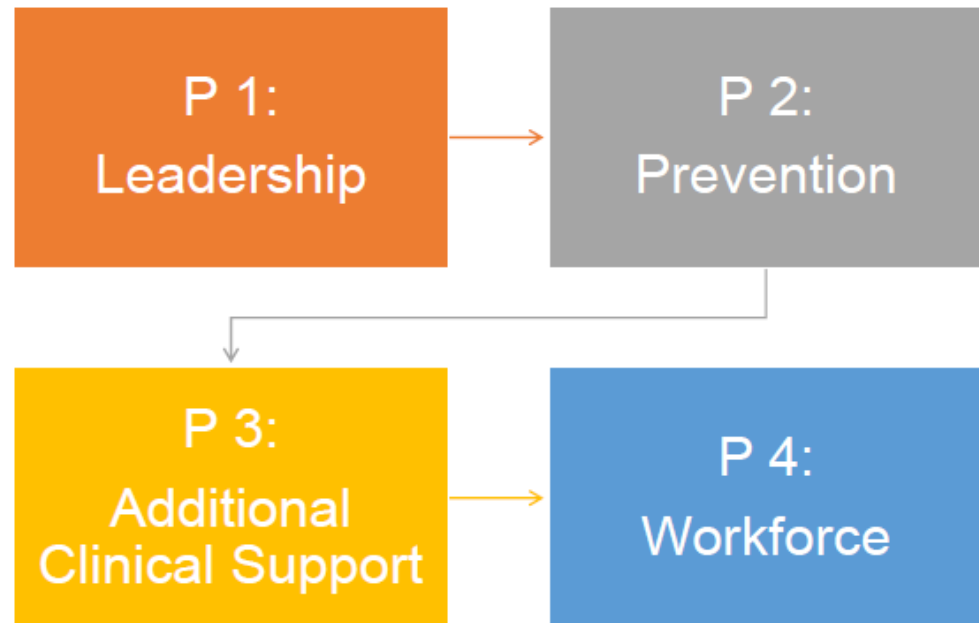 P 1:
Leadership
P 2:
Prevention
P 3:
Additional
Clinical Support
P 4:
Workforce